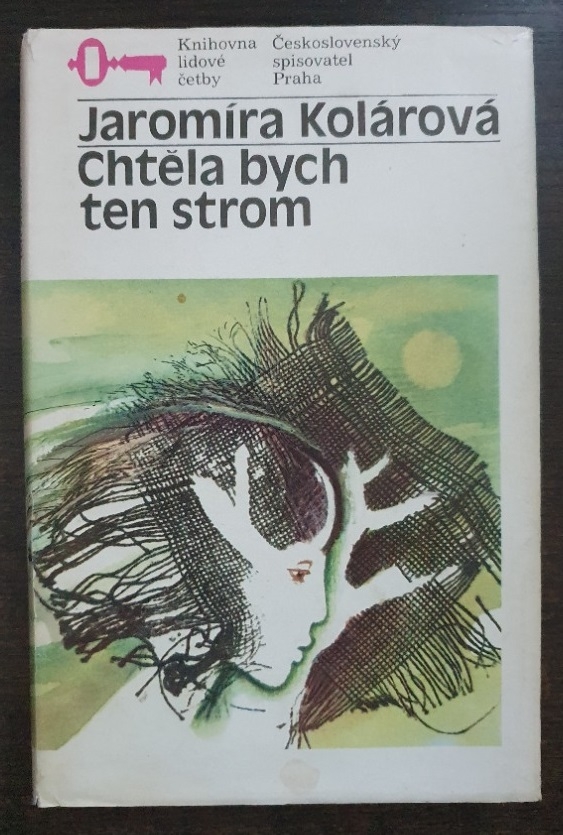 Knihovna
lidové
četby
Československý
spisovatel
Praha
Jaromíra Kolárová
Chtěla bych
ten strom